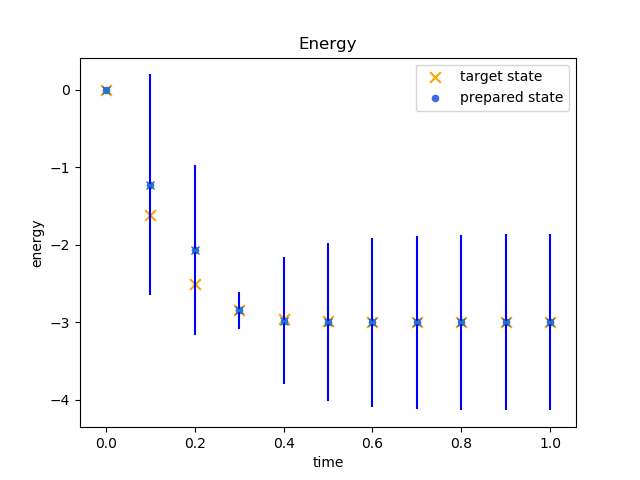 Energy
target state
prepared state
energy
0
−1
−2
−3
−4
0.0
0.2
0.4
0.6
0.8
1.0
time